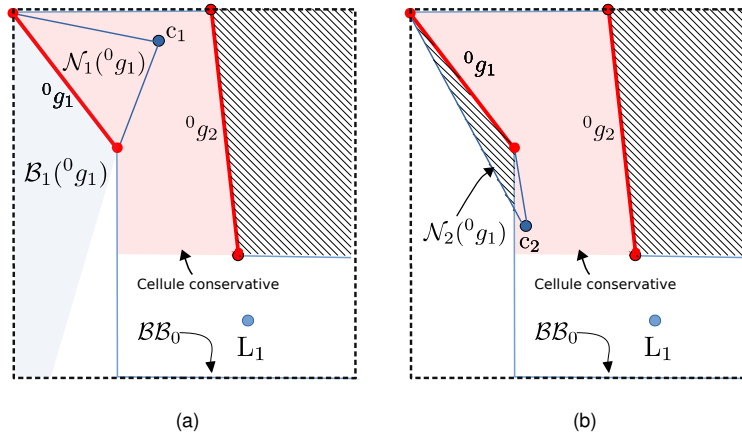 c₁
𝒩₁(⁰g₁)
⁰g₁
⁰g₂
ℬ₁(⁰g₁)
Cellule conservative
ℬℬ₀
L₁
(a)
⁰g₁
⁰g₂
𝒩₂(⁰g₁)
c₂
Cellule conservative
ℬℬ₀
L₁
(b)